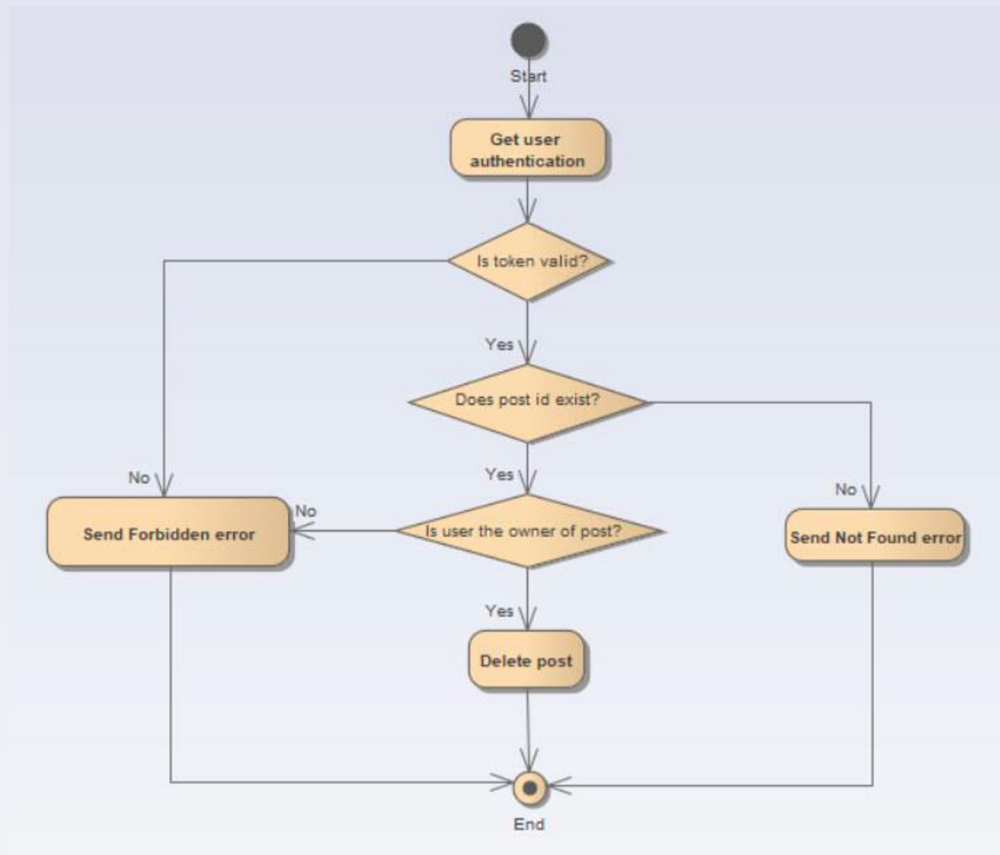 Start
Get user
authentication
Is token valid?
Yes
Does post id exist?
No
Yes
No
No
Send Forbidden error
Is user the owner of post?
Send Not Found error
Yes
Delete post
End